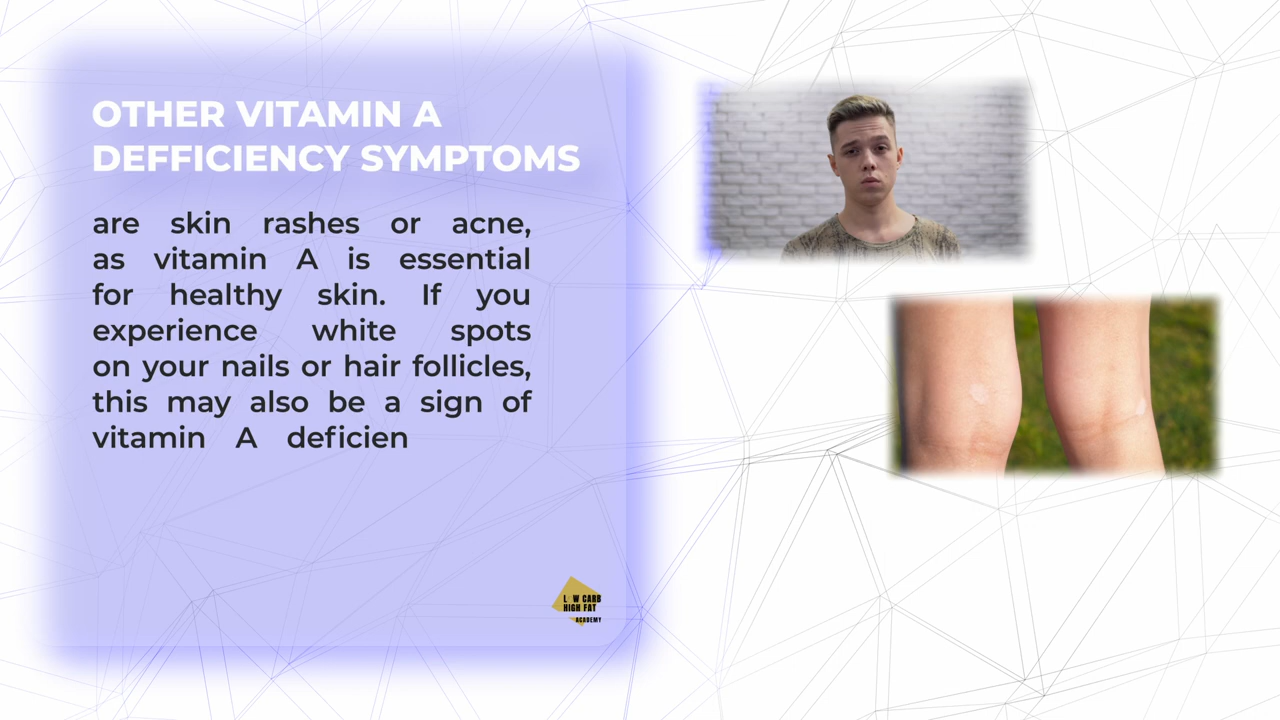 OTHER VITAMIN A
DEFFICIENCY SYMPTOMS
are skin rashes or acne,
as vitamin A is essential
for healthy skin. If you
experience white spots
on your nails or hair follicles,
this may also be a sign of
vitamin A deficien
L W CARB
HIGH FAT
ACADEMY